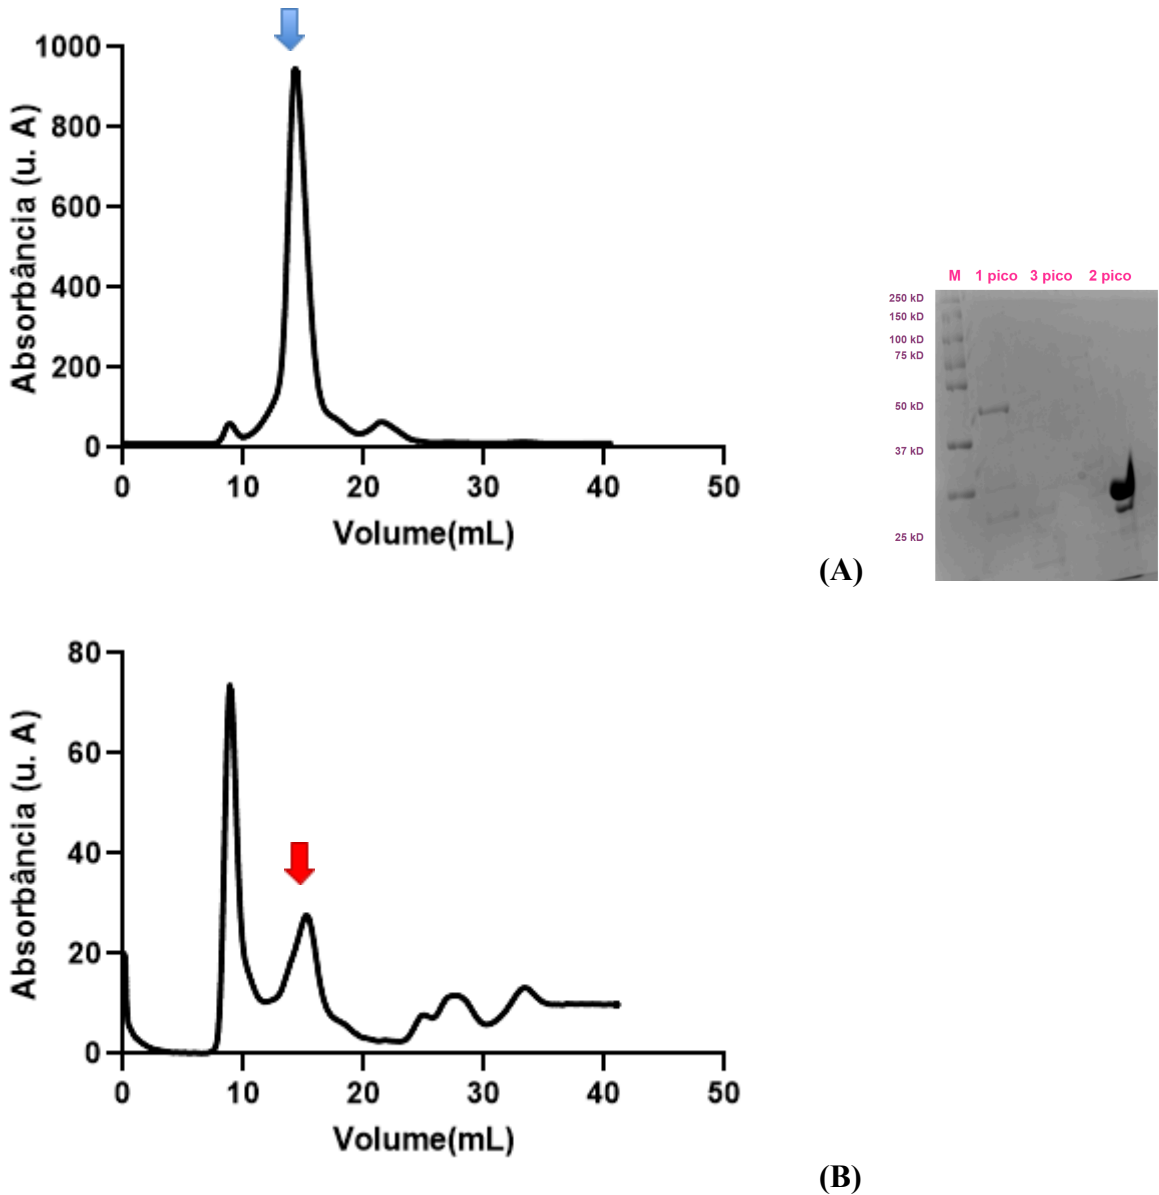 1000
800
600
400
200
0
Absorbância (u. A)
0 10 20 30 40 50
Volume(mL)
(A)
M 1 pico 3 pico 2 pico
250 kD
150 kD
100 kD
75 kD
50 kD
37 kD
25 kD
80
60
40
20
0
Absorbância (u. A)
0 10 20 30 40 50
Volume(mL)
(B)